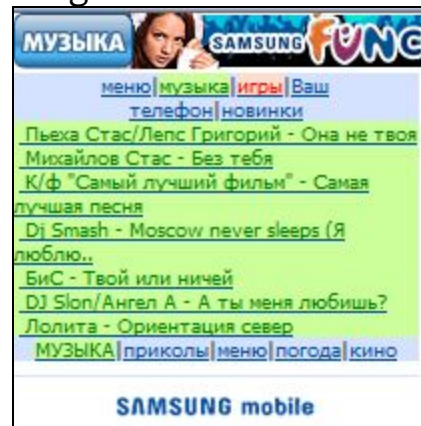 МУЗЫКА SAMSUNG FUNC
меню|музыка|игры|Ваш
телефон|новинки
Пьеха Стас/Лепс Григорий - Она не твоя
Михайлов Стас - Без тебя
К/ф "Самый лучший фильм" - Самая
лучшая песня
Dj Smash - Moscow never sleeps (Я
люблю..
БиС - Твой или ничей
DJ Slon/Ангел А - А ты меня любишь?
Лолита - Ориентация север
МУЗЫКА|приколы|меню|погода|кино
SAMSUNG mobile